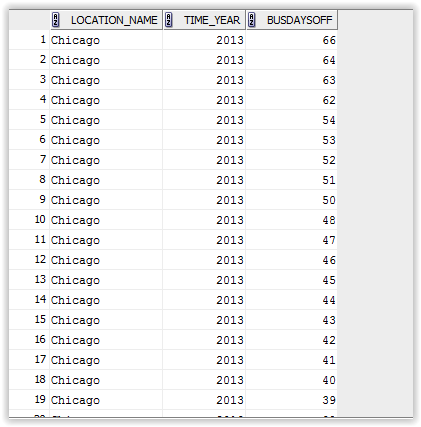 LOCATION_NAME TIME_YEAR BUSDAYSOFF
1 Chicago 2013 66
2 Chicago 2013 64
3 Chicago 2013 63
4 Chicago 2013 62
5 Chicago 2013 54
6 Chicago 2013 53
7 Chicago 2013 52
8 Chicago 2013 51
9 Chicago 2013 50
10 Chicago 2013 48
11 Chicago 2013 47
12 Chicago 2013 46
13 Chicago 2013 45
14 Chicago 2013 44
15 Chicago 2013 43
16 Chicago 2013 42
17 Chicago 2013 41
18 Chicago 2013 40
19 Chicago 2013 39